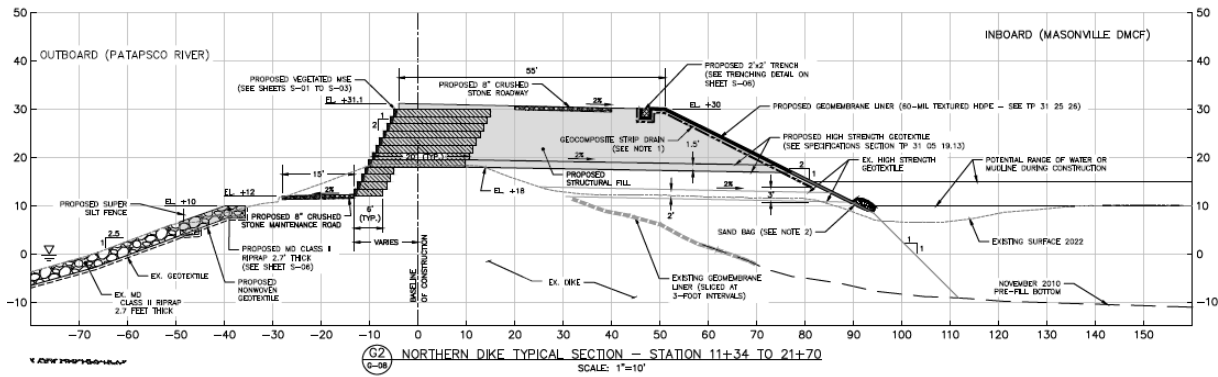 50
40
30
20
10
0
-10
50
40
30
20
10
0
-10
OUTBOARD (PATAPSCO RIVER)
INBOARD (MASONVILLE DMCF)
PROPOSED VEGETATED MSE
(SEE SHEETS S-01 TO S-03)
EL. +31.1
55'
PROPOSED 8" CRUSHED
STONE ROADWAY
2%
PROPOSED 2'x2' TRENCH
(SEE TRENCHING DETAIL ON
SHEET S-06)
EL. +30
PROPOSED GEOMEMBRANE LINER (60-MIL TEXTURED HDPE - SEE TP 31 25 26)
1
2
GEOCOMPOSITE STRIP DRAIN
(SEE NOTE 1)
1.5'
PROPOSED HIGH STRENGTH GEOTEXTILE
(SEE SPECIFICATIONS SECTION TP 31 05 19.13)
EX. HIGH STRENGTH
GEOTEXTILE
POTENTIAL RANGE OF WATER OR
MUDLINE DURING CONSTRUCTION
20' (TYP.)
2%
2
1
15'
2%
EL. +12
EL. +18
PROPOSED
STRUCTURAL FILL
2%
3'
2'
PROPOSED SUPER
SILT FENCE
EL. +10
PROPOSED 8" CRUSHED
STONE MAINTENANCE ROAD
6"
(TYP.)
VARIES
SAND BAG (SEE NOTE 2)
EXISTING SURFACE 2022
1
2.5
PROPOSED MD CLASS II
RIPRAP 2.7' THICK
(SEE SHEET S-06)
1
1
EX. GEOTEXTILE
PROPOSED
NONWOVEN
GEOTEXTILE
EX. MD
CLASS II RIPRAP
2.7 FEET THICK
BASELINE
OF CONSTRUCTION
EX. DIKE
EXISTING GEOMEMBRANE
LINER (SLICED AT
3-FOOT INTERVALS)
NOVEMBER 2010
PRE-FILL BOTTOM
-70 -60 -50 -40 -30 -20 -10 0 10 20 30 40 50 60 70 80 90 100 110 120 130 140 150
G2
G-08
NORTHERN DIKE TYPICAL SECTION - STATION 11+34 TO 21+70
SCALE: 1"=10'